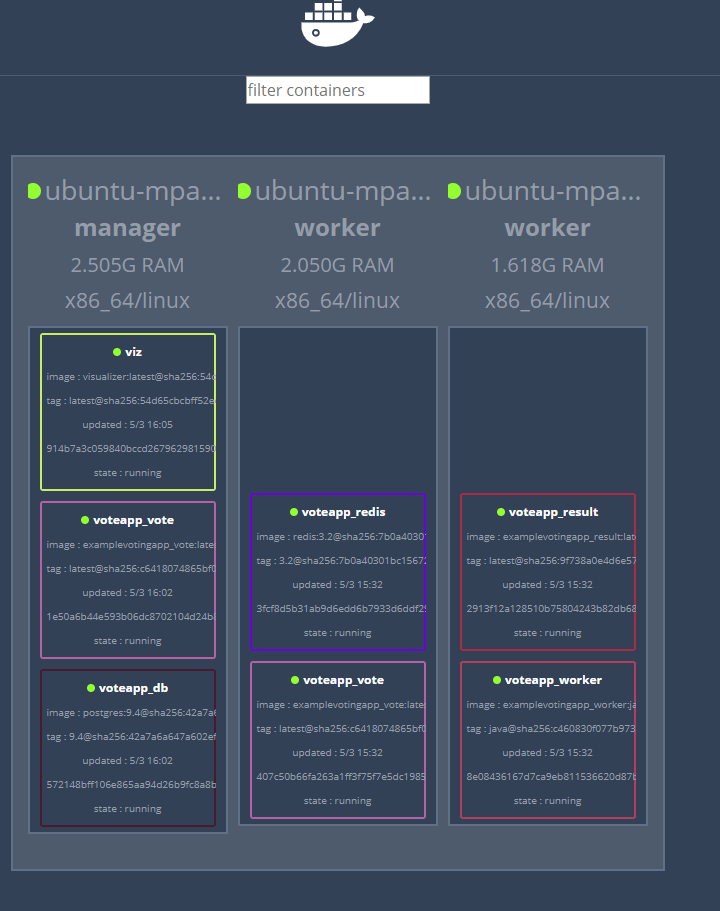 filter containers
ubuntu-mpa...
manager
2.505G RAM
x86_64/linux
viz
image : visualizer:latest@sha256:54d
tag : latest@sha256:54d65cbcbff52e
updated : 5/3 16:05
914b7a3c059840bccd267962981590
state : running
voteapp_vote
image : examplevotingapp_vote:late
tag : latest@sha256:c6418074865bf0
updated : 5/3 16:02
1e50a6b44e593b06dc8702104d24b
state : running
voteapp_db
image : postgres:9.4@sha256:42a7a6
tag : 9.4@sha256:42a7a6a647a602ef
updated : 5/3 16:02
572148bff106e865aa94d26b9fc8a8b
state : running
ubuntu-mpa...
worker
2.050G RAM
x86_64/linux
voteapp_redis
image : redis:3.2@sha256:7b0a40301
tag : 3.2@sha256:7b0a40301bc1567
updated : 5/3 15:32
3fcf8d5b31ab9d6edd6b7933d6ddf2
state : running
voteapp_vote
image : examplevotingapp_vote:late
tag : latest@sha256:c6418074865bf0
updated : 5/3 15:32
407c50b66fa263a1ff3f75f7e5dc1985
state : running
ubuntu-mpa...
worker
1.618G RAM
x86_64/linux
voteapp_result
image : examplevotingapp_result:lat
tag : latest@sha256:9f738a0e4d6e57
updated : 5/3 15:32
2913f12a128510b75804243b82db68
state : running
voteapp_worker
image : examplevotingapp_worker:ja
tag : java@sha256:c460830f077b973
updated : 5/3 15:32
8e08436167d7ca9eb811536620d87
state : running